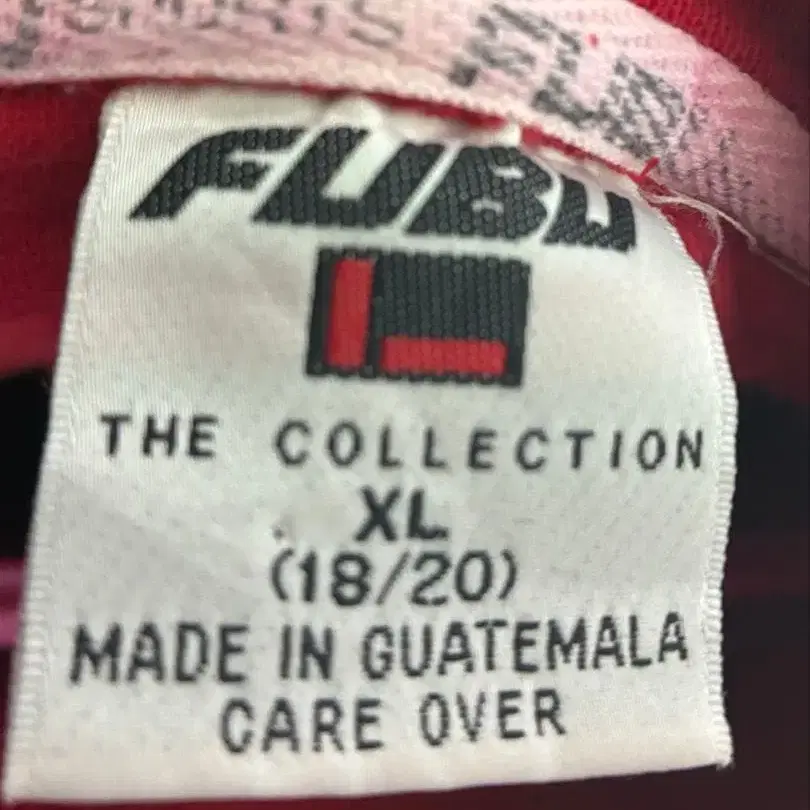 FUBU
THE COLLECTION
XL
(18/20)
MADE IN GUATEMALA
CARE OVER